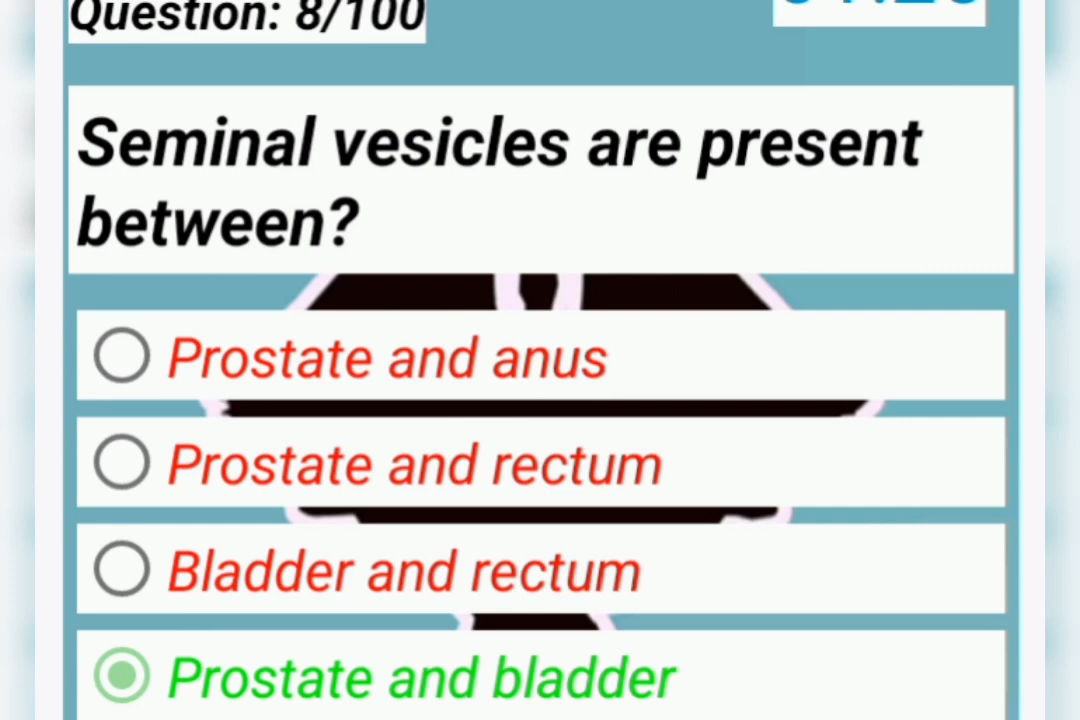 Question: 8/100
Seminal vesicles are present
between?
Prostate and anus
Prostate and rectum
Bladder and rectum
Prostate and bladder